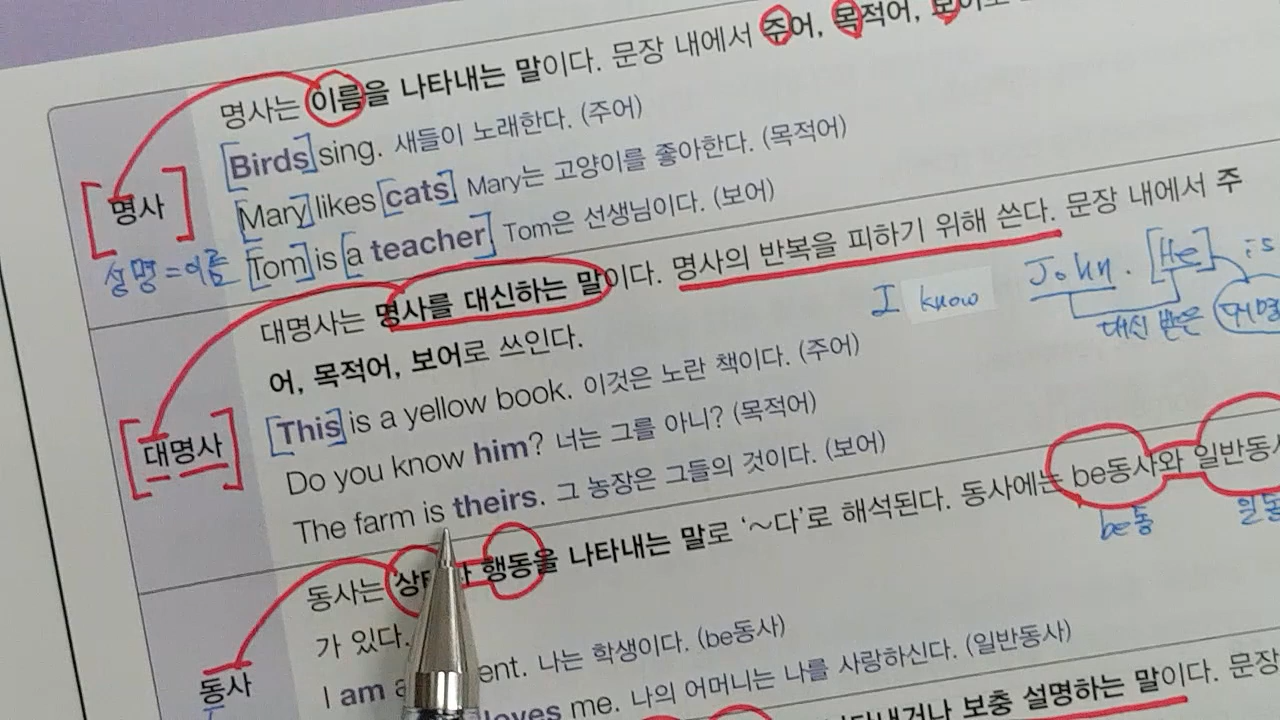 명사는 이름을 나타내는 말이다. 문장 내에서 주어, 목적어, 보어로
Birds sing. 새들이 노래한다. (주어)
Mary likes cats Mary는 고양이를 좋아한다. (목적어)
명사
Tom is a teacher Tom은 선생님이다. (보어)
성명=이름
대명사는 명사를 대신하는 말이다. 명사의 반복을 피하기 위해 쓴다. 문장 내에서 주
I know John. He is
대신 받은
어, 목적어, 보어로 쓰인다.
This is a yellow book. 이것은 노란 책이다. (주어)
대명사
Do you know him? 너는 그를 아니? (목적어)
The farm is theirs. 그 농장은 그들의 것이다. (보어)
동사는 행동을 나타내는 말로 '~다'로 해석된다. 동사에는 be동사와 일반동사
be동 일동
가 있다.
동사
I am ent. 나는 학생이다. (be동사)
loves me. 나의 어머니는 나를 사랑하신다. (일반동사)
보충 설명하는 말이다. 문장